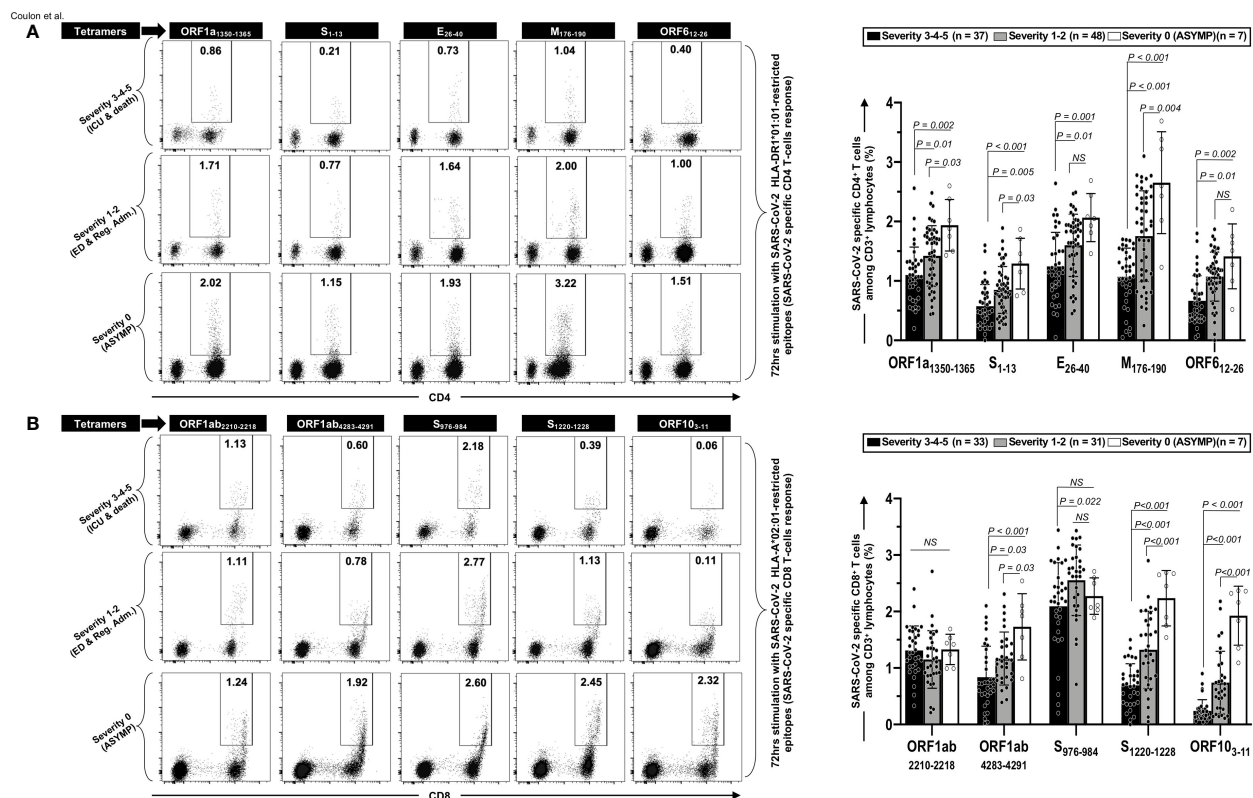 Coulon et al.
A
Tetramers
ORF1a1350-1365
S1-13
E26-40
M176-190
ORF612-26
Severity 3-4-5
(ICU & death)
0.86
0.21
0.73
1.04
0.40
Severity 1-2
(ED & Reg. Adm.)
1.71
0.77
1.64
2.00
1.00
Severity 0
(ASYMP)
2.02
1.15
1.93
3.22
1.51
CD4
72hrs stimulation with SARS-CoV-2 HLA-DR1*01:01-restricted
epitopes (SARS-CoV-2 specific CD4 T-cells response)
Severity 3-4-5 (n = 37) Severity 1-2 (n = 48) Severity 0 (ASYMP)(n = 7)
SARS-CoV-2 specific CD4+ T cells
among CD3+ lymphocytes (%)
4
3
2
1
0
P = 0.002
P = 0.01
P = 0.03
P < 0.001
P = 0.005
P = 0.03
P = 0.001
P = 0.01
NS
P < 0.001
P < 0.001
P = 0.004
P = 0.002
P = 0.01
NS
ORF1a1350-1365
S1-13
E26-40
M176-190
ORF612-26
B
Tetramers
ORF1ab2210-2218
ORF1ab4283-4291
S976-984
S1220-1228
ORF103-11
Severity 3-4-5
(ICU & death)
1.13
0.60
2.18
0.39
0.06
Severity 1-2
(ED & Reg. Adm.)
1.11
0.78
2.77
1.13
0.11
Severity 0
(ASYMP)
1.24
1.92
2.60
2.45
2.32
CD8
72hrs stimulation with SARS-CoV-2 HLA-A*02:01-restricted
epitopes (SARS-CoV-2 specific CD8 T-cells response)
Severity 3-4-5 (n = 33) Severity 1-2 (n = 31) Severity 0 (ASYMP)(n = 7)
SARS-CoV-2 specific CD8+ T cells
among CD3+ lymphocytes (%)
4
3
2
1
0
NS
P < 0.001
P = 0.03
P = 0.03
NS
P = 0.022
NS
P<0.001
P<0.001
P<0.001
P < 0.001
P<0.001
P<0.001
ORF1ab
2210-2218
ORF1ab
4283-4291
S976-984
S1220-1228
ORF103-11